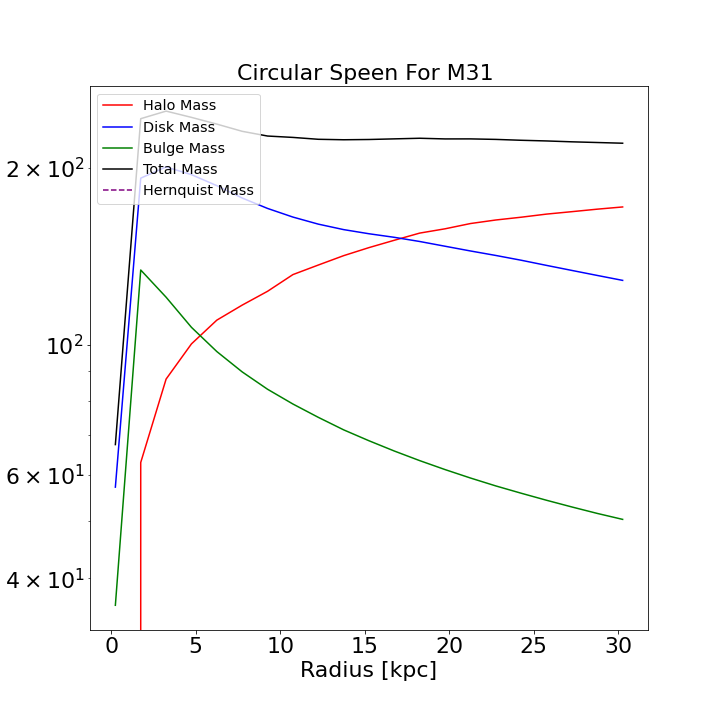 Circular Speen For M31
Halo Mass
Disk Mass
Bulge Mass
Total Mass
Hernquist Mass
2 × 10²
10²
6 × 10¹
4 × 10¹
0 5 10 15 20 25 30
Radius [kpc]